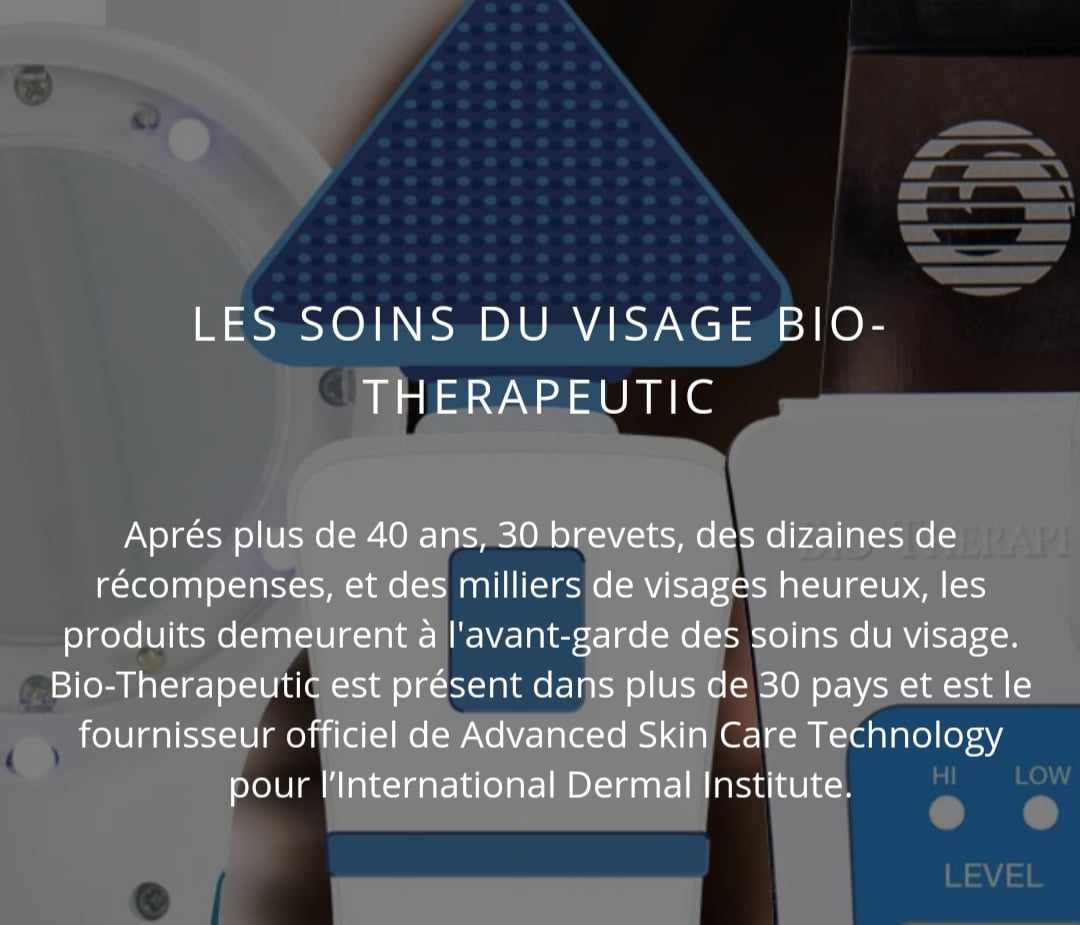 LES SOINS DU VISAGE BIO-
THERAPEUTIC
Aprés plus de 40 ans, 30 brevets, des dizaines de
récompenses, et des milliers de visages heureux, les
produits demeurent à l'avant-garde des soins du visage.
Bio-Therapeutic est présent dans plus de 30 pays et est le
fournisseur officiel de Advanced Skin Care Technology
pour l’International Dermal Institute.
HI LOW
LEVEL